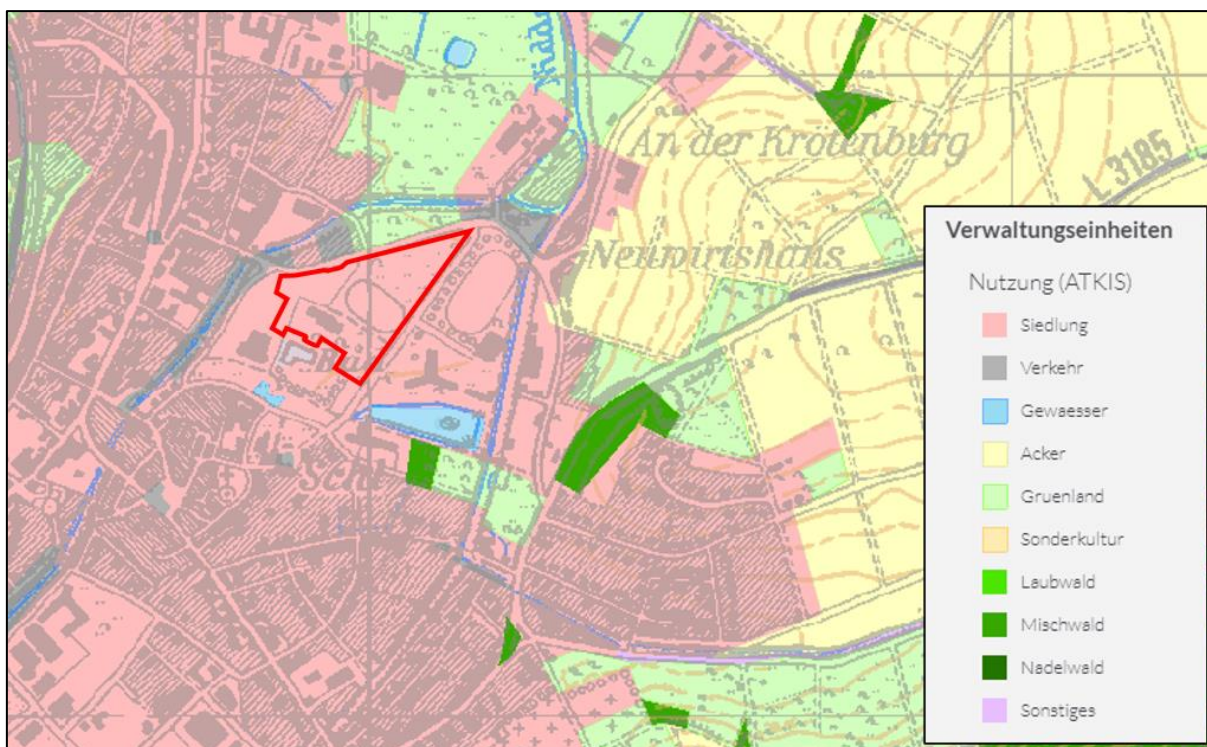 An der Krötenburg
L 3185
Neuwirtshaus
Verwaltungseinheiten
Nutzung (ATKIS)
Siedlung
Verkehr
Gewaesser
Acker
Gruenland
Sonderkultur
Laubwald
Mischwald
Nadelwald
Sonstiges